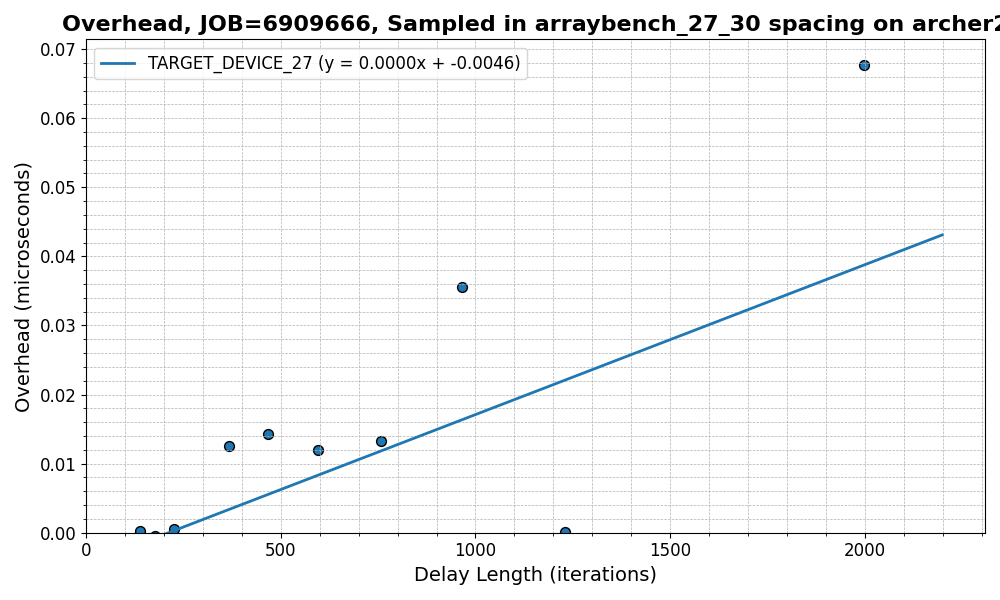 Overhead, JOB=6909666, Sampled in arraybench_27_30 spacing on archer2
TARGET_DEVICE_27 (y = 0.0000x + -0.0046)
Overhead (microseconds)
0.07
0.06
0.05
0.04
0.03
0.02
0.01
0.00
0 500 1000 1500 2000
Delay Length (iterations)